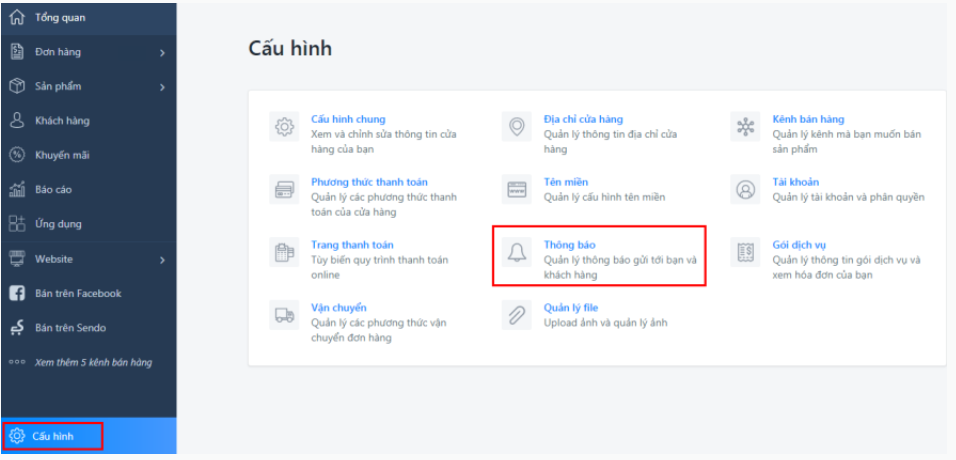 Tổng quan
Đơn hàng
Sản phẩm
Khách hàng
Khuyến mãi
Báo cáo
Ứng dụng
Website
Bán trên Facebook
Bán trên Sendo
Xem thêm 5 kênh bán hàng
Cấu hình
Cấu hình
Cấu hình chung
Xem và chỉnh sửa thông tin cửa
hàng của bạn
Địa chỉ cửa hàng
Quản lý thông tin địa chỉ cửa
hàng
Kênh bán hàng
Quản lý kênh mà bạn muốn bán
sản phẩm
Phương thức thanh toán
Quản lý các phương thức thanh
toán của cửa hàng
Tên miền
Quản lý cấu hình tên miền
Tài khoản
Quản lý tài khoản và phân quyền
Trang thanh toán
Tùy biến quy trình thanh toán
online
Thông báo
Quản lý thông báo gửi tới bạn và
khách hàng
Gói dịch vụ
Quản lý thông tin gói dịch vụ và
xem hóa đơn của bạn
Vận chuyển
Quản lý các phương thức vận
chuyển đơn hàng
Quản lý file
Upload ảnh và quản lý ảnh